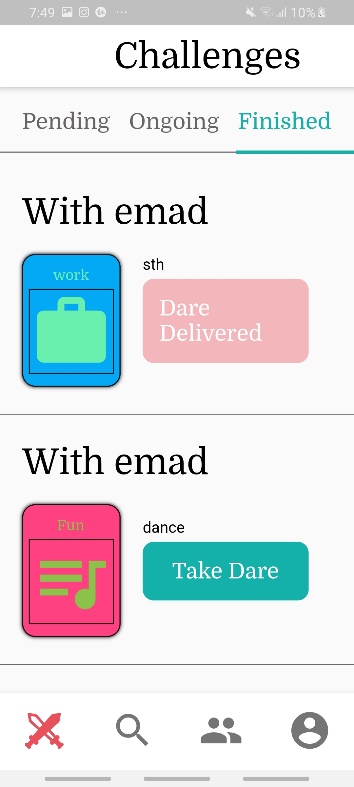 7:49 ... 10%
Challenges
Pending Ongoing Finished
With emad
work
sth
Dare
Delivered
With emad
Fun
dance
Take Dare